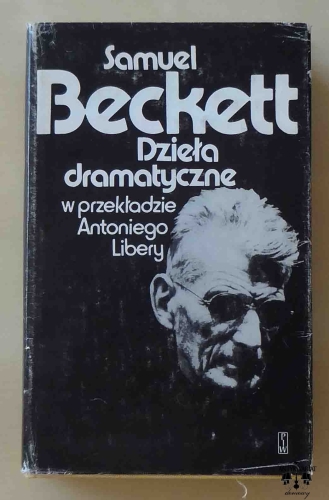 Samuel
Beckett
Dzieła
dramatyczne
w przekładzie
Antoniego
Libery